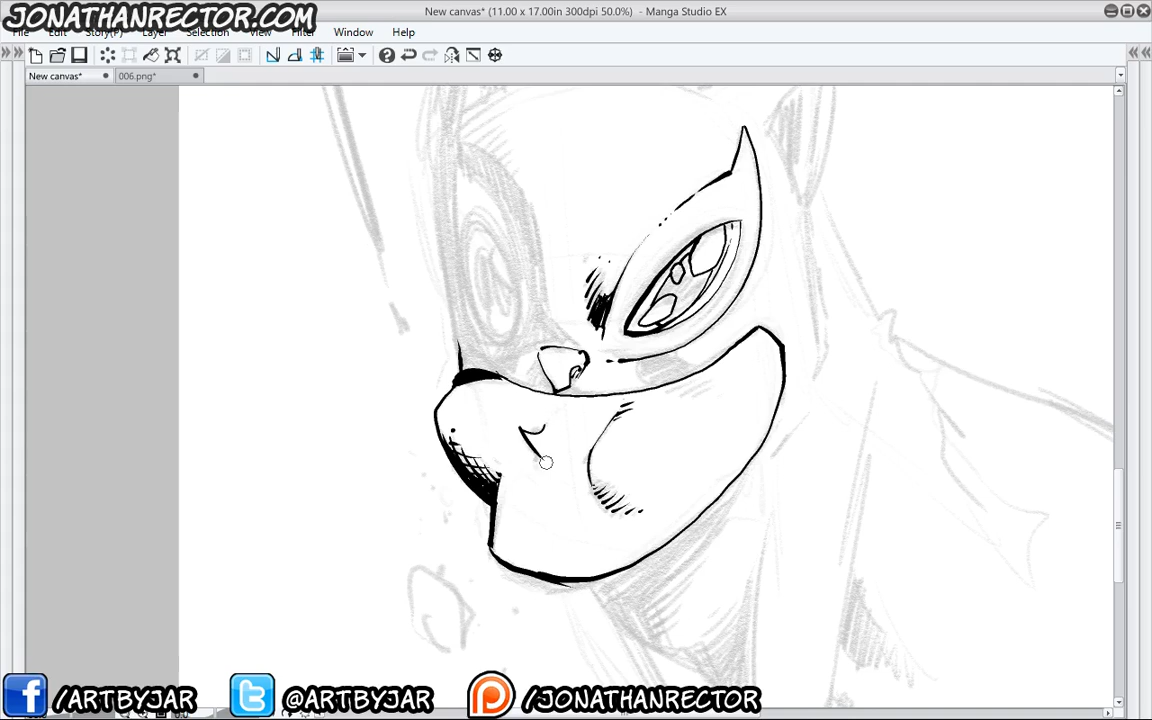 JONATHANRECTOR.COM
New canvas* (11.00 x 17.00in 300dpi 50.0%) - Manga Studio EX
File Edit Story(P) Layer Selection View Filter Window Help
New canvas* 006.png*
/ARTBYJAR @ARTBYJAR /JONATHANRECTOR